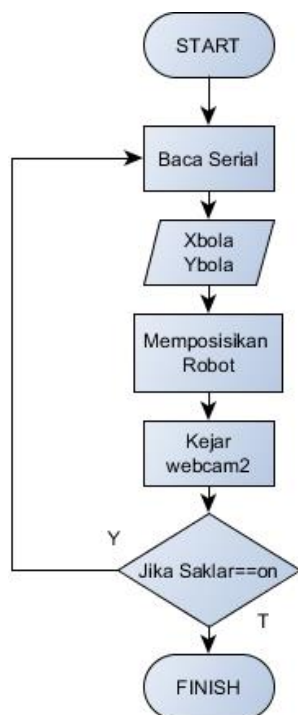 START
Baca Serial
Xbola
Ybola
Memposisikan
Robot
Kejar
webcam2
Y
Jika Saklar==on
T
FINISH